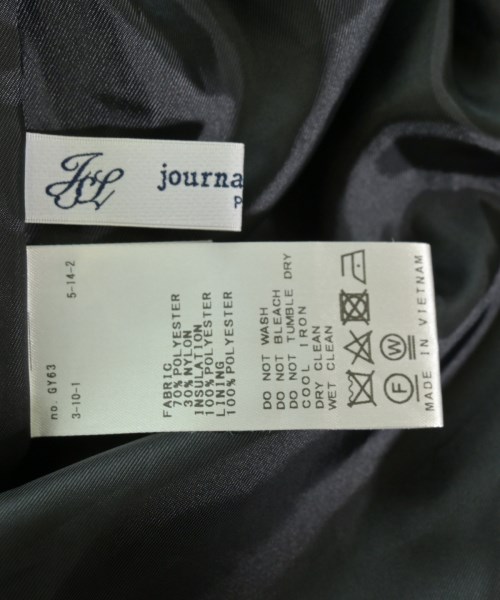 JSL
journa
p
no. GY63
5-14-2
3-10-1
FABRIC
70% POLYESTER
30% NYLON
INSULATION
100% POLYESTER
LINING
100% POLYESTER
DO NOT WASH
DO NOT BLEACH
DO NOT TUMBLE DRY
COOL IRON
DRY CLEAN
WET CLEAN
F W
MADE IN VIETNAM